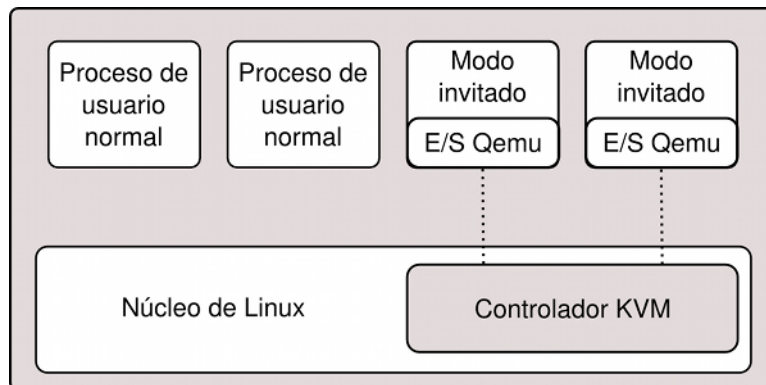 Proceso de
usuario
normal
Proceso de
usuario
normal
Modo
invitado
E/S Qemu
Modo
invitado
E/S Qemu
Núcleo de Linux
Controlador KVM